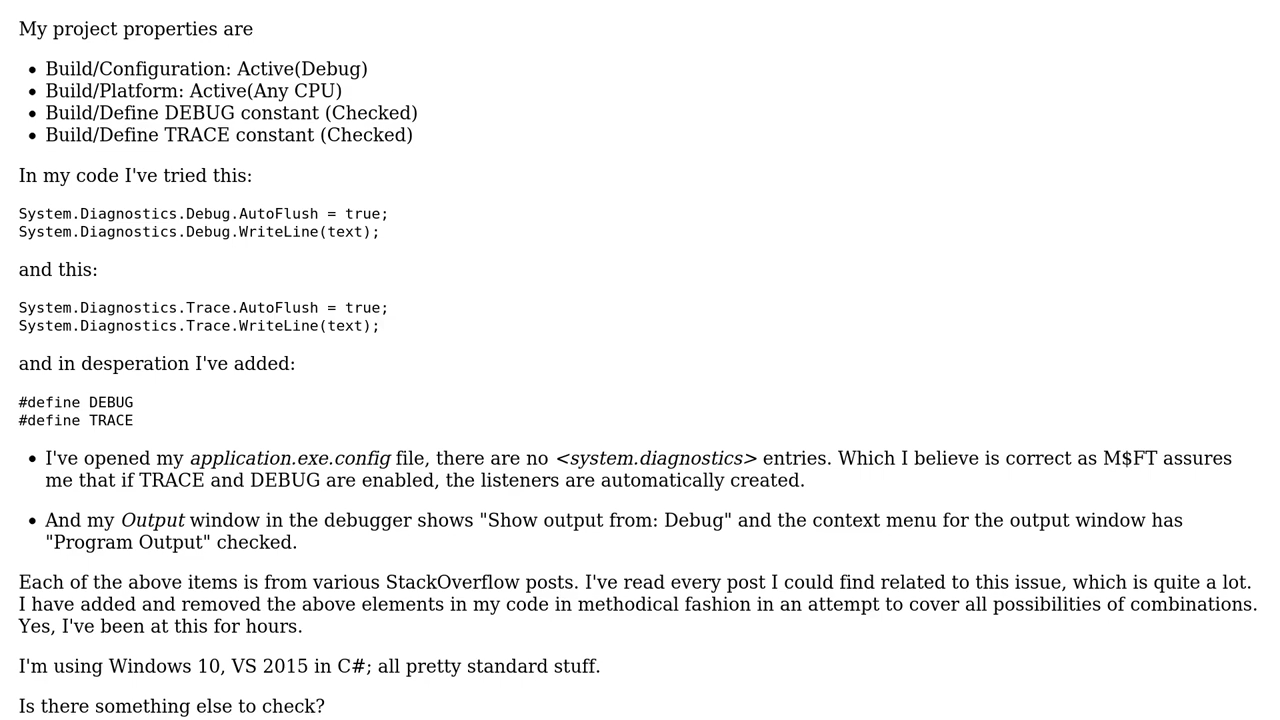 My project properties are
• Build/Configuration: Active(Debug)
• Build/Platform: Active(Any CPU)
• Build/Define DEBUG constant (Checked)
• Build/Define TRACE constant (Checked)
In my code I've tried this:
System.Diagnostics.Debug.AutoFlush = true;
System.Diagnostics.Debug.WriteLine(text);
and this:
System.Diagnostics.Trace.AutoFlush = true;
System.Diagnostics.Trace.WriteLine(text);
and in desperation I've added:
#define DEBUG
#define TRACE
• I've opened my application.exe.config file, there are no <system.diagnostics> entries. Which I believe is correct as M$FT assures
me that if TRACE and DEBUG are enabled, the listeners are automatically created.
• And my Output window in the debugger shows "Show output from: Debug" and the context menu for the output window has
"Program Output" checked.
Each of the above items is from various StackOverflow posts. I've read every post I could find related to this issue, which is quite a lot.
I have added and removed the above elements in my code in methodical fashion in an attempt to cover all possibilities of combinations.
Yes, I've been at this for hours.
I'm using Windows 10, VS 2015 in C#; all pretty standard stuff.
Is there something else to check?